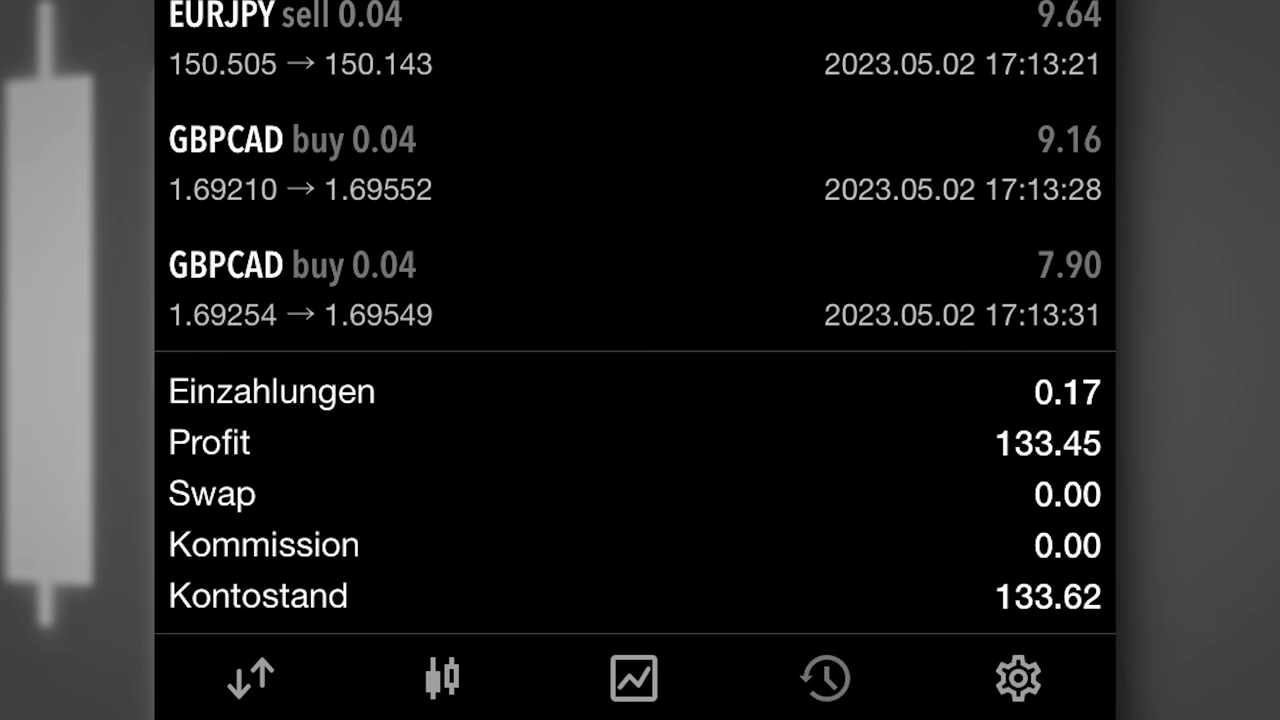 EURJPY sell 0.04 9.64
150.505 → 150.143 2023.05.02 17:13:21
GBPCAD buy 0.04 9.16
1.69210 → 1.69552 2023.05.02 17:13:28
GBPCAD buy 0.04 7.90
1.69254 → 1.69549 2023.05.02 17:13:31
Einzahlungen 0.17
Profit 133.45
Swap 0.00
Kommission 0.00
Kontostand 133.62